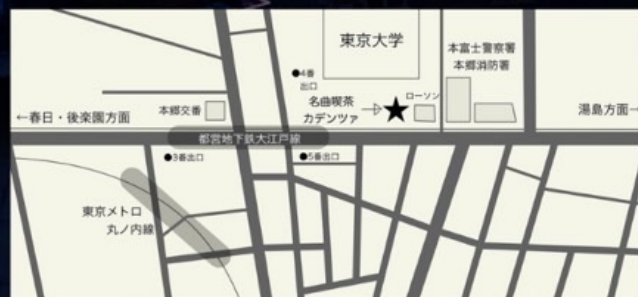 東京大学
本富士警察署
本郷消防署
●4番
出口
名曲喫茶
カデンツァ
ローソン
←春日・後楽園方面
本郷交番
湯島方面→
都営地下鉄大江戸線
●3番出口
●5番出口
東京メトロ
丸ノ内線